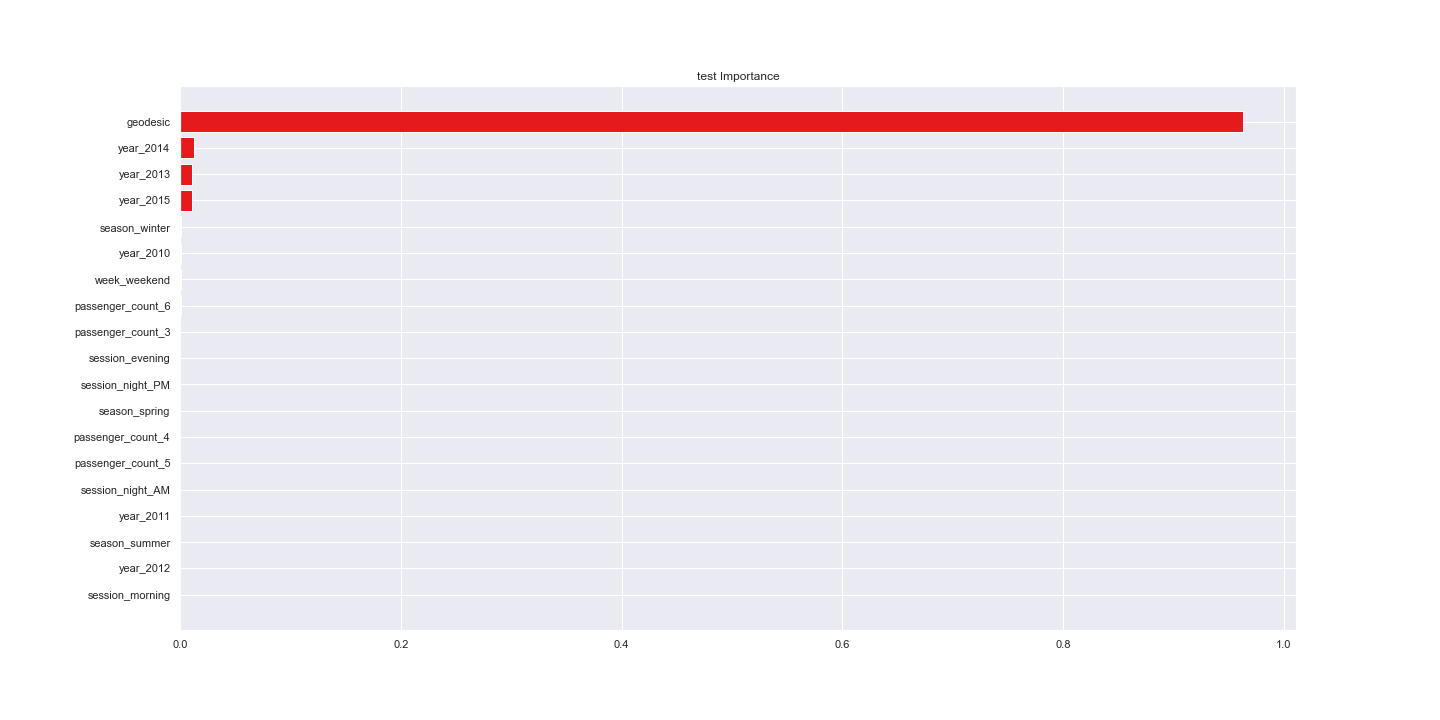 test Importance
geodesic
year_2014
year_2013
year_2015
season_winter
year_2010
week_weekend
passenger_count_6
passenger_count_3
session_evening
session_night_PM
season_spring
passenger_count_4
passenger_count_5
session_night_AM
year_2011
season_summer
year_2012
session_morning
0.0 0.2 0.4 0.6 0.8 1.0